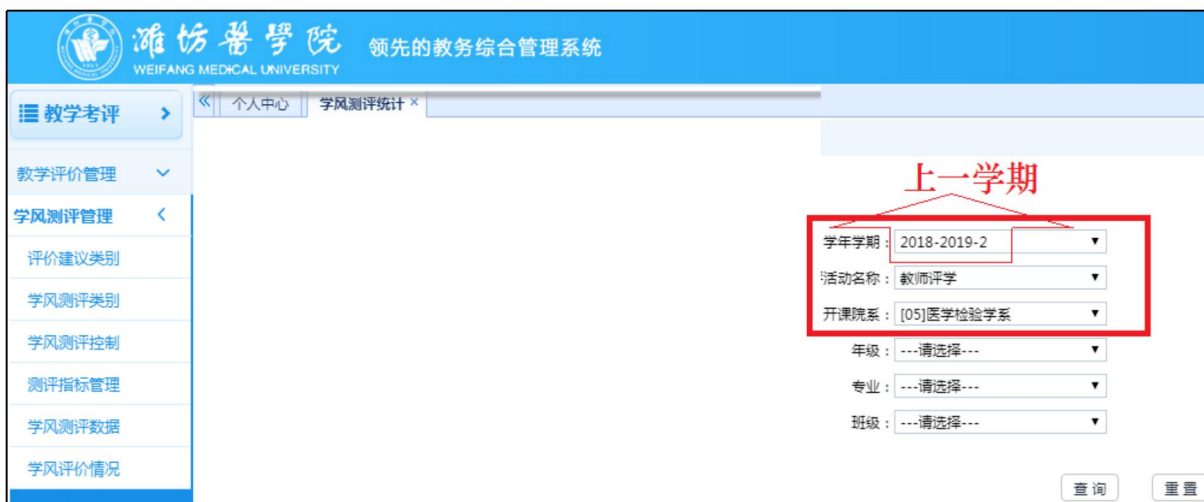 潍坊醫學院 领先的教务综合管理系统
WEIFANG MEDICAL UNIVERSITY
教学考评
个人中心 学风测评统计 ×
教学评价管理
学风测评管理
评价建议类别
学风测评类别
学风测评控制
测评指标管理
学风测评数据
学风评价情况
上一学期
学年学期： 2018-2019-2
活动名称： 教师评学
开课院系： [05]医学检验学系
年级： ---请选择---
专业： ---请选择---
班级： ---请选择---
查询 重置